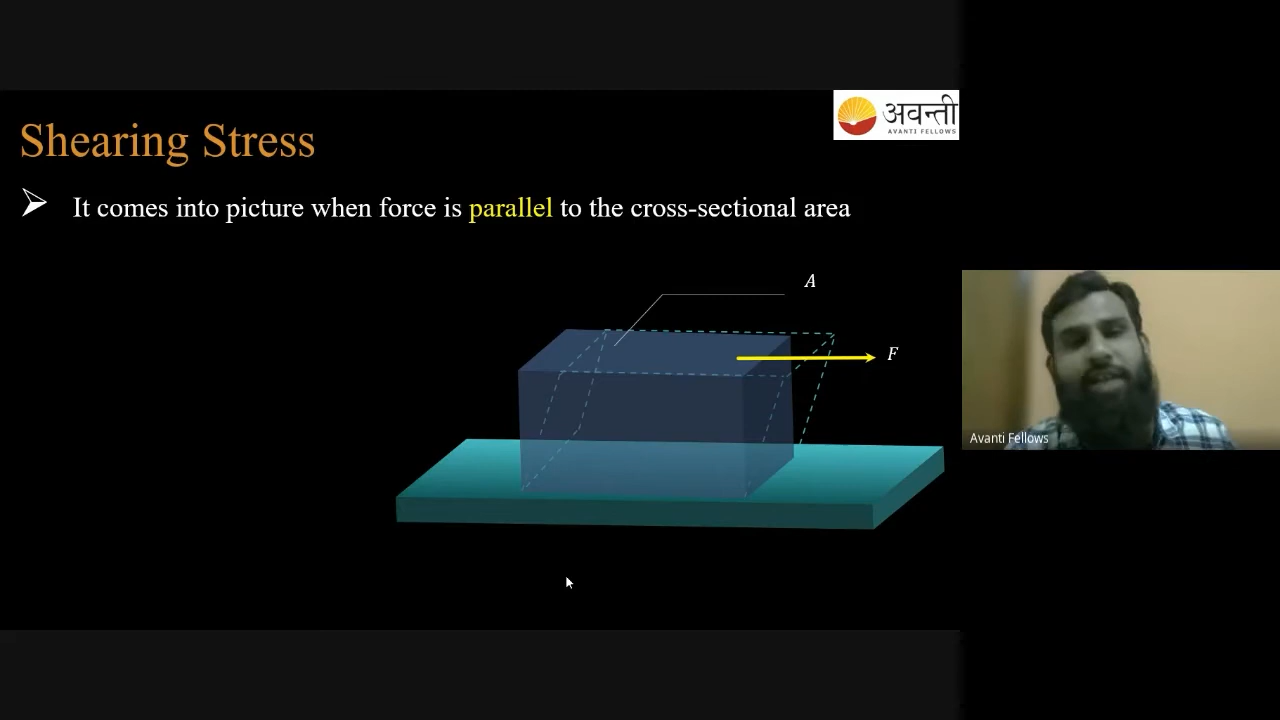 अवन्ती
AVANTI FELLOWS
Shearing Stress
It comes into picture when force is parallel to the cross-sectional area
A
F
Avanti Fellows